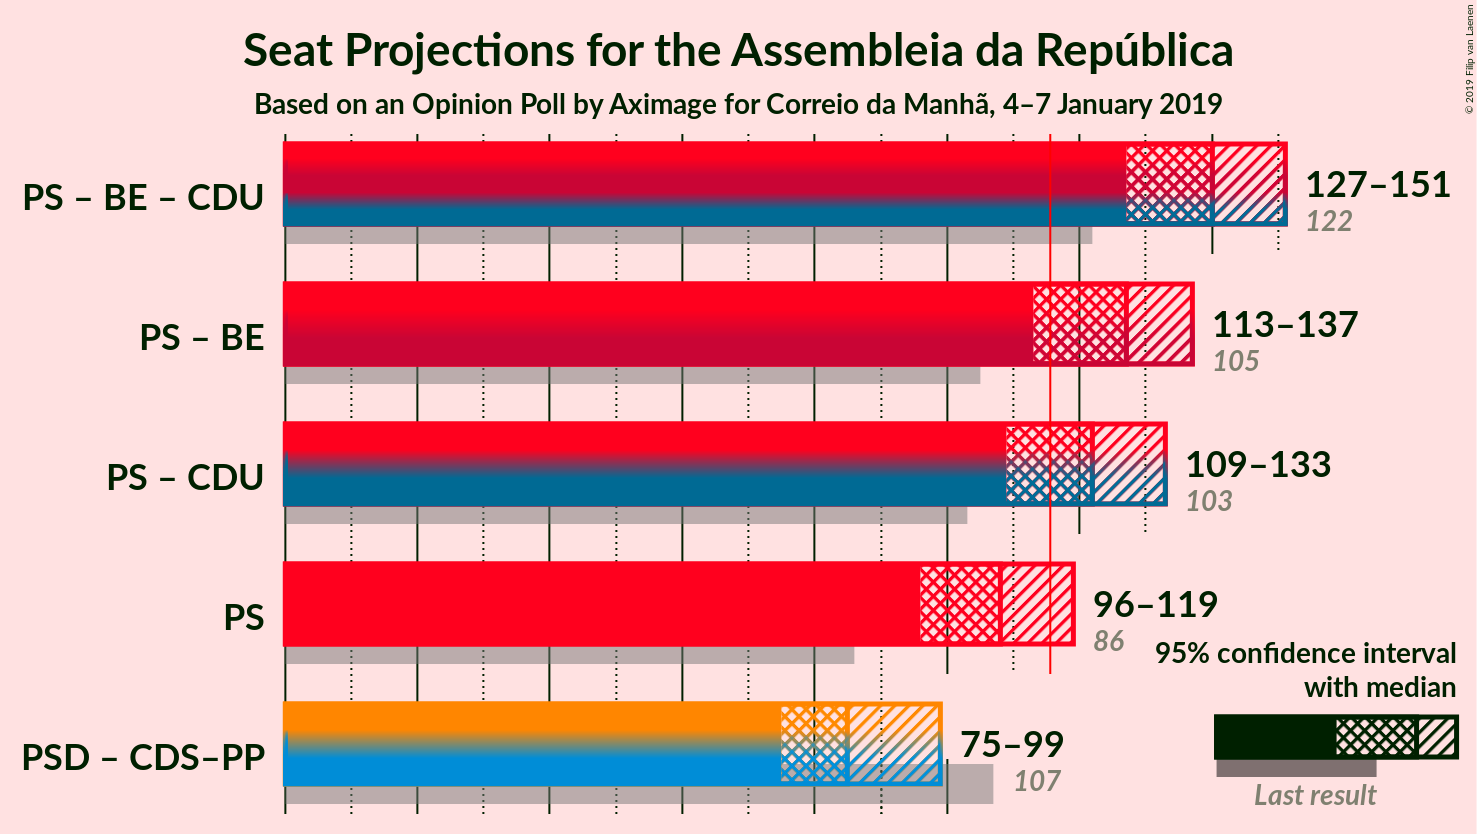 Seat Projections for the Assembleia da República
Based on an Opinion Poll by Aximage for Correio da Manhã, 4–7 January 2019
© 2019 Filip van Laenen
PS – BE – CDU
127–151
122
PS – BE
113–137
105
PS – CDU
109–133
103
PS
96–119
86
PSD – CDS–PP
75–99
107
95% confidence interval
with median
Last result